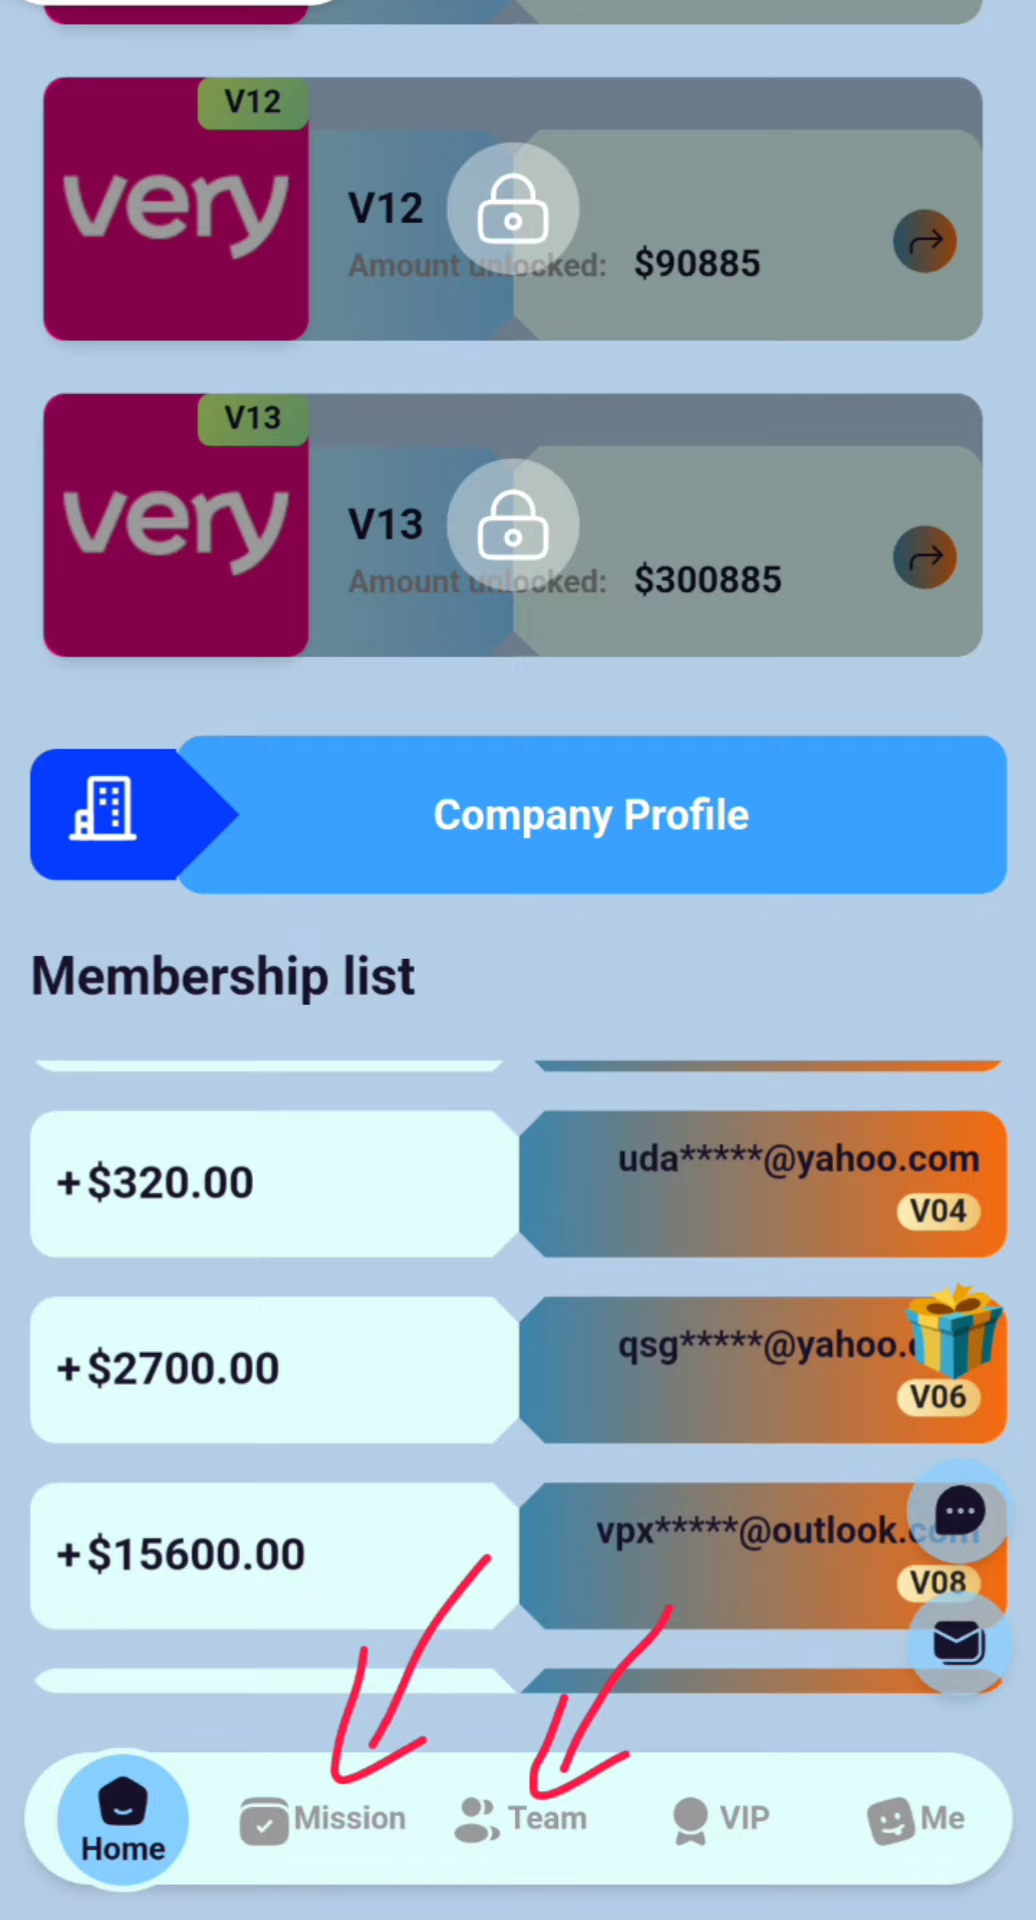 V12
very
V12
Amount unlocked: $90885
V13
very
V13
Amount unlocked: $300885
Company Profile
Membership list
+$320.00
uda*****@yahoo.com
V04
+$2700.00
qsg*****@yahoo.
V06
+$15600.00
vpx*****@outlook.com
V08
Home
Mission
Team
VIP
Me